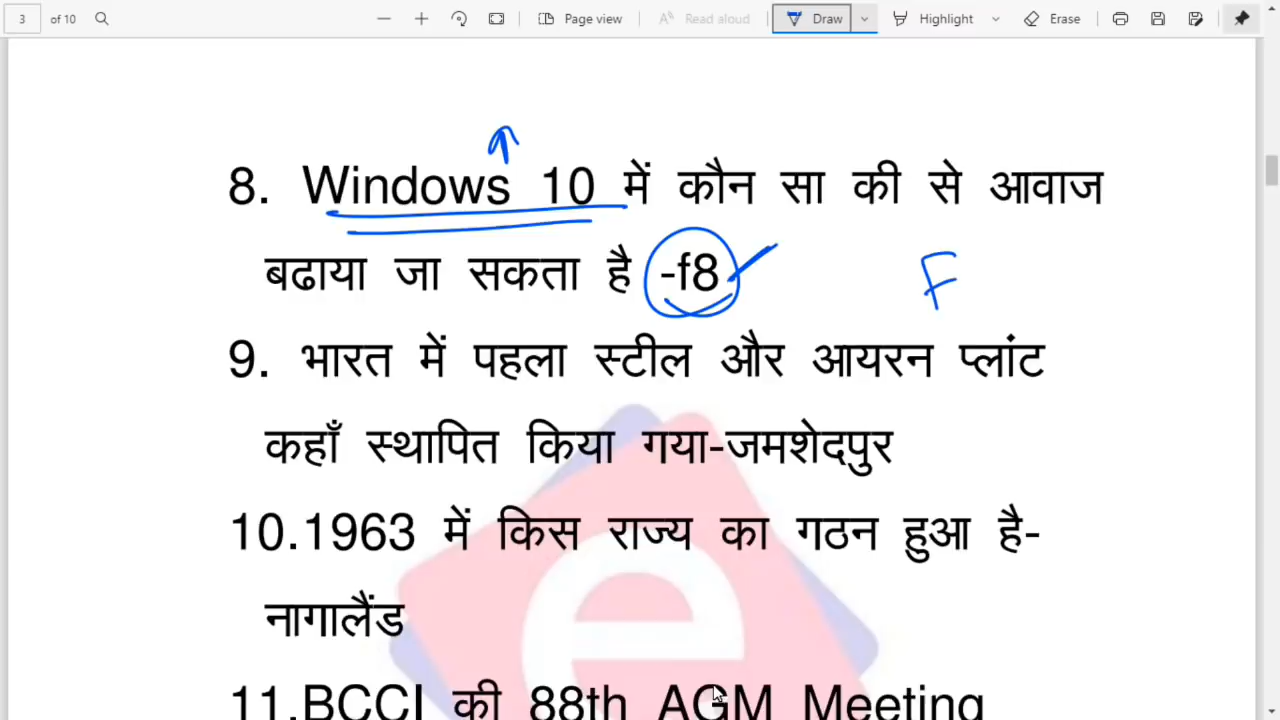 3 of 10 Page view Read aloud Draw Highlight Erase
8. Windows 10 में कौन सा की से आवाज
बढाया जा सकता है -f8 F
9. भारत में पहला स्टील और आयरन प्लांट
कहाँ स्थापित किया गया-जमशेदपुर
10.1963 में किस राज्य का गठन हुआ है-
नागालैंड
11.BCCI की 88th AGM Meeting